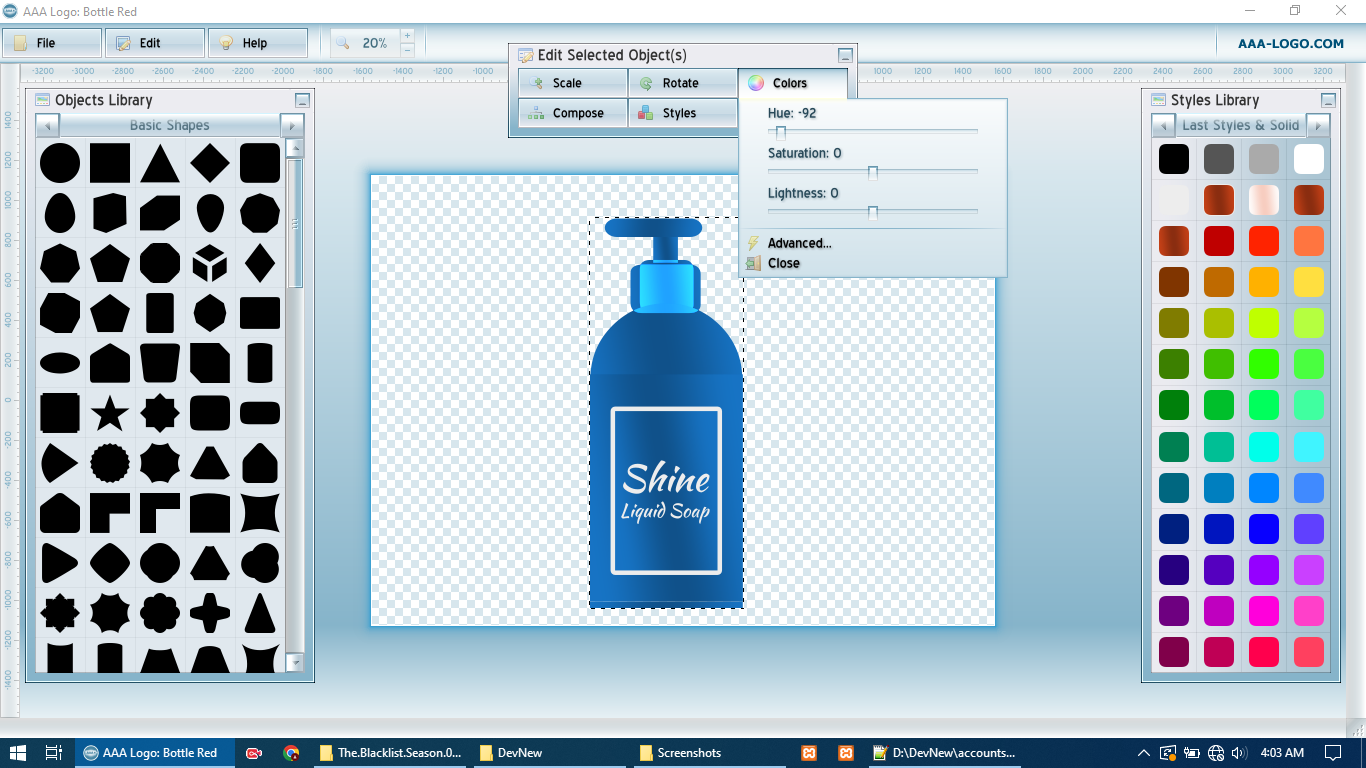 AAA Logo: Bottle Red
File
Edit
Help
20%
AAA-LOGO.COM
-3200 -3000 -2800 -2600 -2400 -2200 -2000 -1800 -1600 -1400 -1200 -1000 1000 1200 1400 1600 1800 2000 2200 2400 2600 2800 3000 3200
Edit Selected Object(s)
Scale
Rotate
Colors
Compose
Styles
Hue: -92
Saturation: 0
Lightness: 0
Advanced...
Close
Objects Library
Basic Shapes
Styles Library
Last Styles & Solid
1400
1200
1000
800
600
400
200
0
-200
-400
-600
-800
-1000
-1200
-1400
Shine
Liquid Soap
AAA Logo: Bottle Red
The.Blacklist.Season.0...
DevNew
Screenshots
D:\DevNew\accounts...
4:03 AM